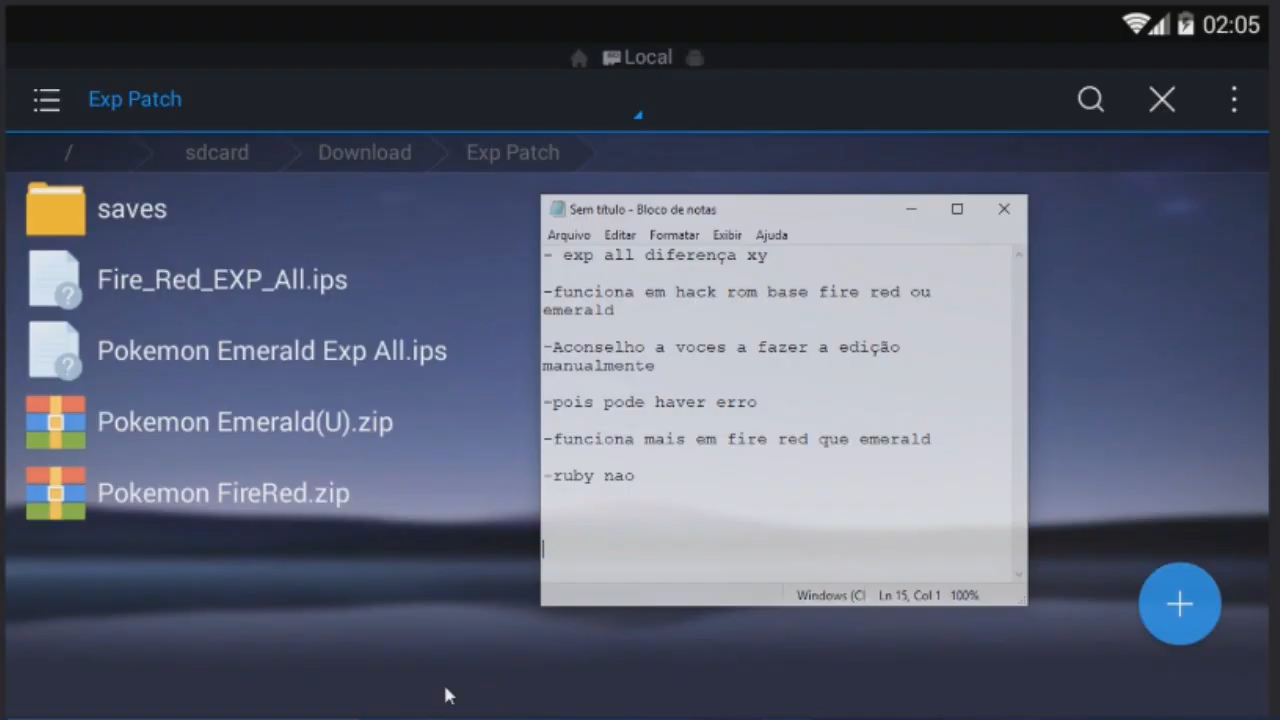 02:05
Local
Exp Patch
/
sdcard
Download
Exp Patch
saves
Fire_Red_EXP_All.ips
Pokemon Emerald Exp All.ips
Pokemon Emerald(U).zip
Pokemon FireRed.zip
Sem título - Bloco de notas
Arquivo Editar Formatar Exibir Ajuda
- exp all diferença xy
-funciona em hack rom base fire red ou
emerald
-Aconselho a voces a fazer a edição
manualmente
-pois pode haver erro
-funciona mais em fire red que emerald
-ruby nao
Windows (Cl Ln 15, Col 1 100%